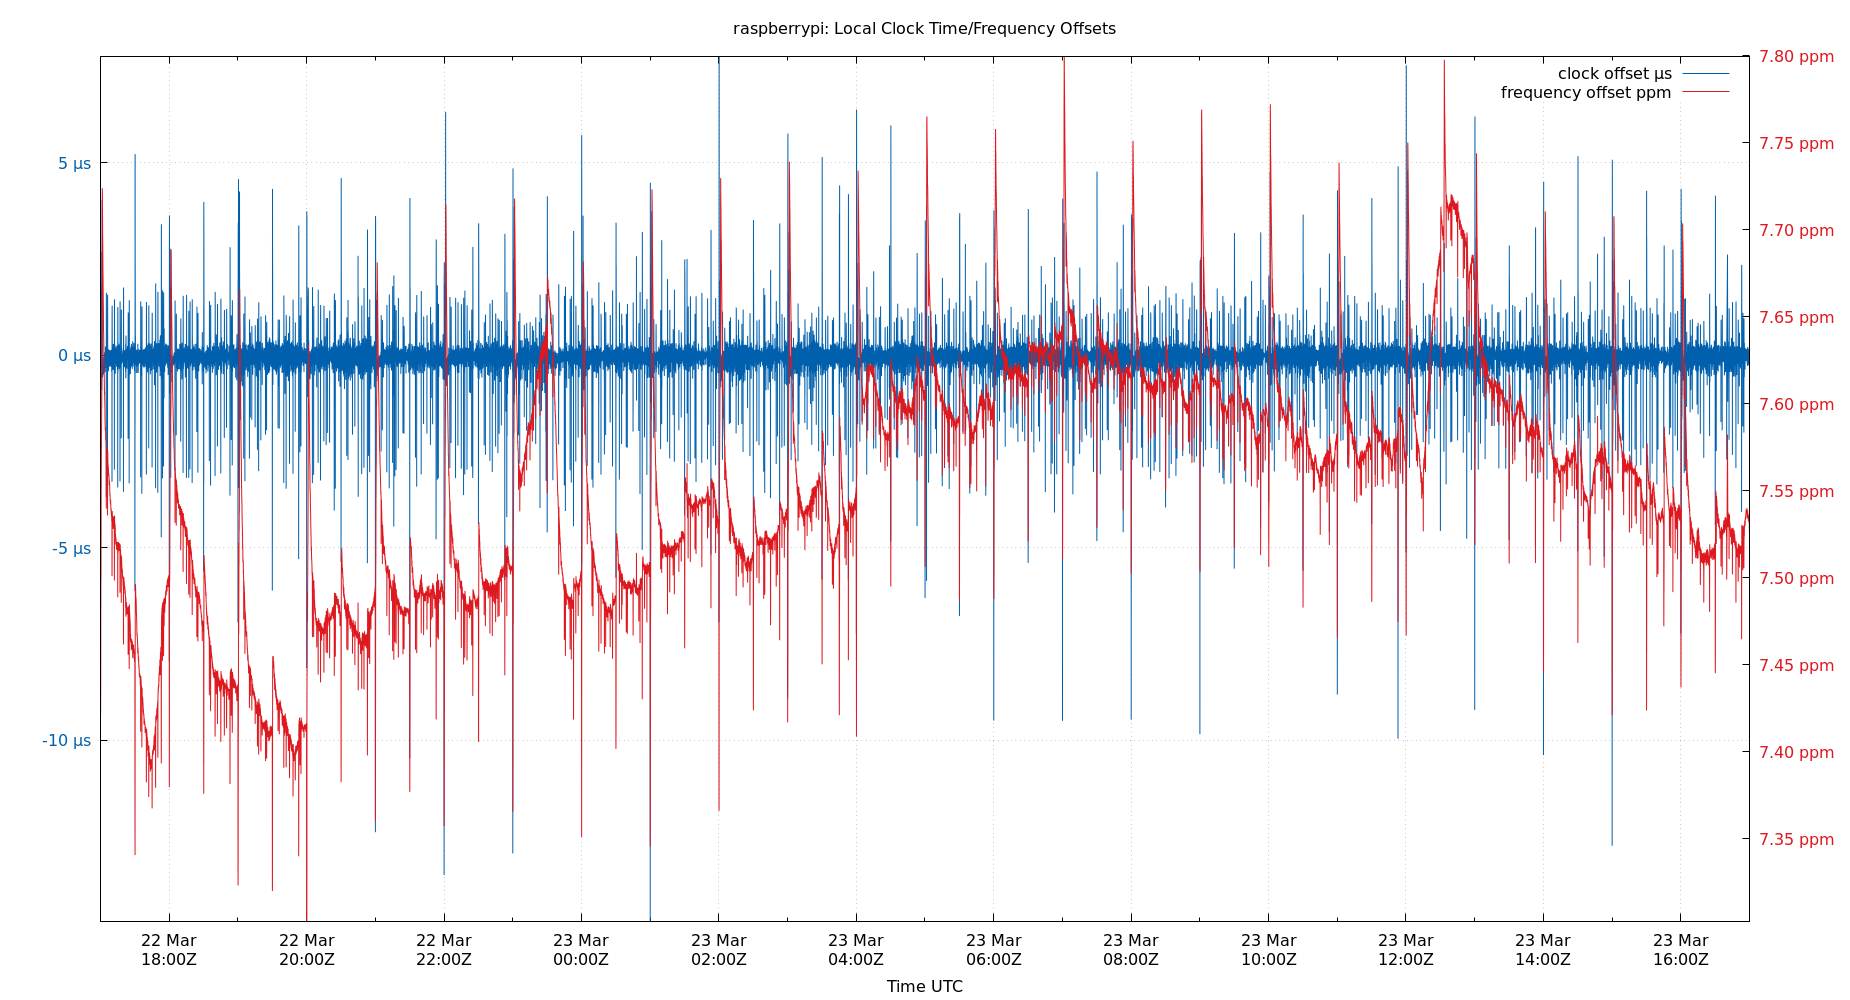 raspberrypi: Local Clock Time/Frequency Offsets
clock offset µs
frequency offset ppm
5 µs
0 µs
-5 µs
-10 µs
7.80 ppm
7.75 ppm
7.70 ppm
7.65 ppm
7.60 ppm
7.55 ppm
7.50 ppm
7.45 ppm
7.40 ppm
7.35 ppm
22 Mar
18:00Z
22 Mar
20:00Z
22 Mar
22:00Z
23 Mar
00:00Z
23 Mar
02:00Z
23 Mar
04:00Z
23 Mar
06:00Z
23 Mar
08:00Z
23 Mar
10:00Z
23 Mar
12:00Z
23 Mar
14:00Z
23 Mar
16:00Z
Time UTC